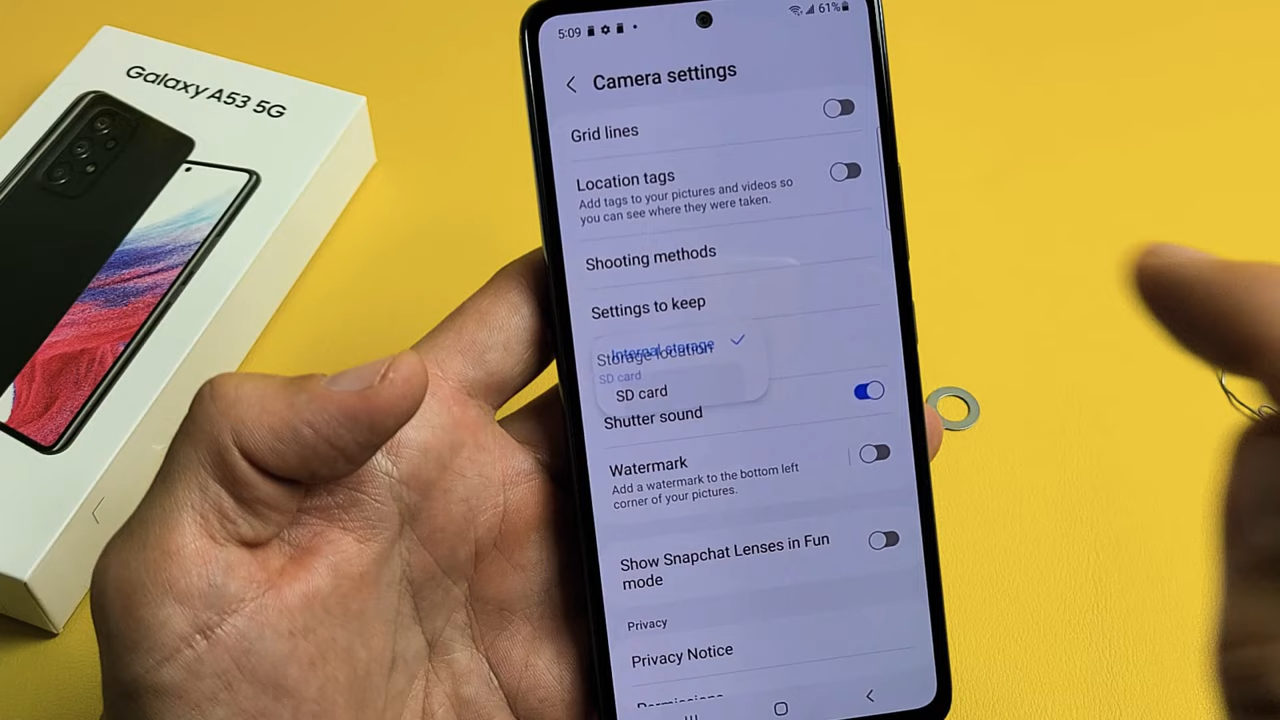 Galaxy A53 5G
5:09
61%
Camera settings
Grid lines
Location tags
Add tags to your pictures and videos so
you can see where they were taken.
Shooting methods
Settings to keep
Internal storage
Storage location
SD card
SD card
Shutter sound
Watermark
Add a watermark to the bottom left
corner of your pictures.
Show Snapchat Lenses in Fun
mode
Privacy
Privacy Notice
Permissions